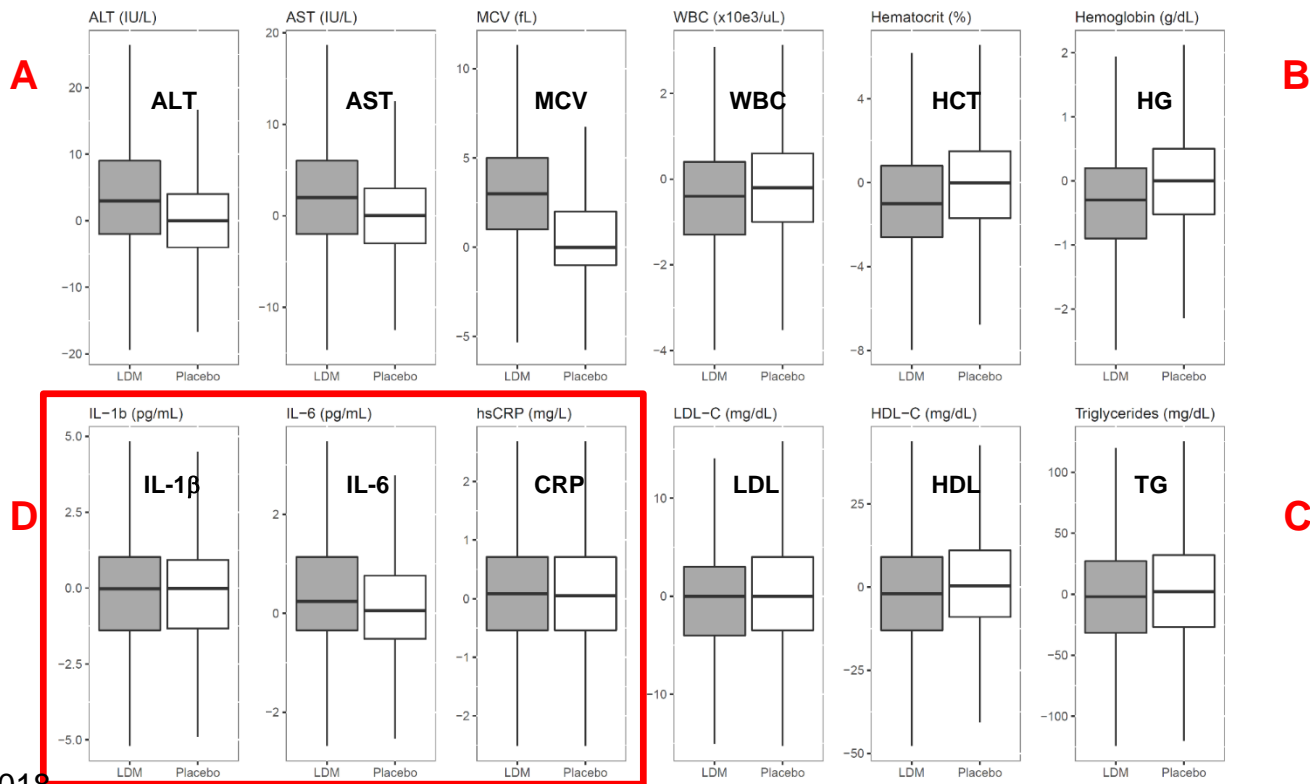 ALT (IU/L) AST (IU/L) MCV (fL) WBC (x10e3/uL) Hematocrit (%) Hemoglobin (g/dL)
A ALT AST MCV WBC HCT HG B
20 10 0 −10 −20
20 10 0 −10
10 5 0 −5
2 0 −2 −4
4 0 −4 −8
2 1 0 −1 −2
LDM Placebo LDM Placebo LDM Placebo LDM Placebo LDM Placebo LDM Placebo
IL−1b (pg/mL) IL−6 (pg/mL) hsCRP (mg/L) LDL−C (mg/dL) HDL−C (mg/dL) Triglycerides (mg/dL)
D IL-1β IL-6 CRP LDL HDL TG C
5.0 2.5 0.0 −2.5 −5.0
2 0 −2
2 1 0 −1 −2
10 0 −10
25 0 −25 −50
100 50 0 −50 −100
LDM Placebo LDM Placebo LDM Placebo LDM Placebo LDM Placebo LDM Placebo